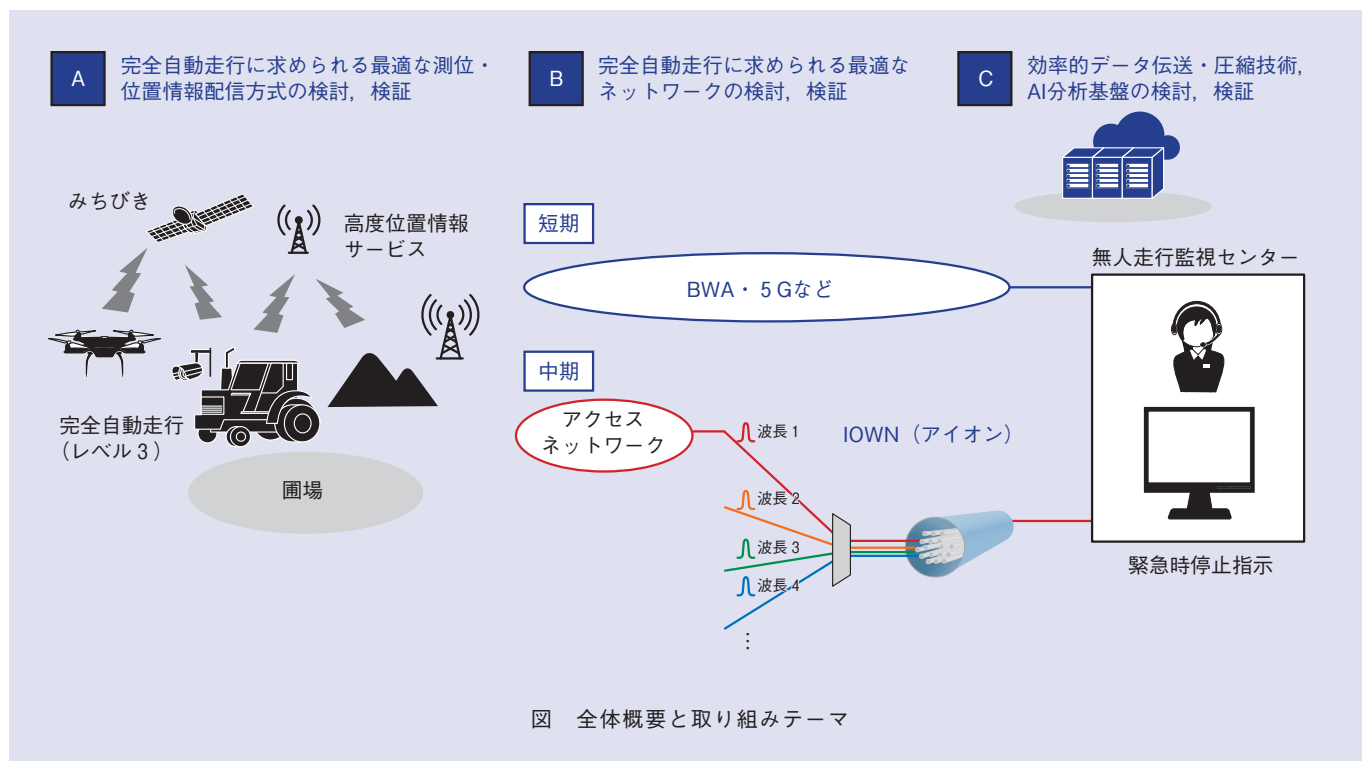 A
完全自動走行に求められる最適な測位・
位置情報配信方式の検討，検証
B
完全自動走行に求められる最適な
ネットワークの検討，検証
C
効率的データ伝送・圧縮技術，
AI分析基盤の検討，検証
みちびき
高度位置情報
サービス
完全自動走行
（レベル３）
圃場
短期
BWA・５Gなど
中期
アクセス
ネットワーク
波長 1
波長 2
波長 3
波長 4
⋮
IOWN（アイオン）
無人走行監視センター
緊急時停止指示
図　全体概要と取り組みテーマ